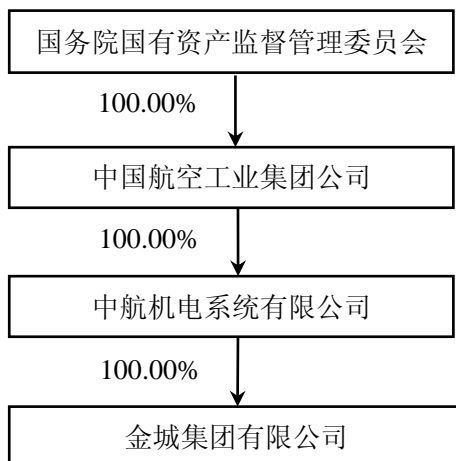 国务院国有资产监督管理委员会
100.00%
中国航空工业集团公司
100.00%
中航机电系统有限公司
100.00%
金城集团有限公司